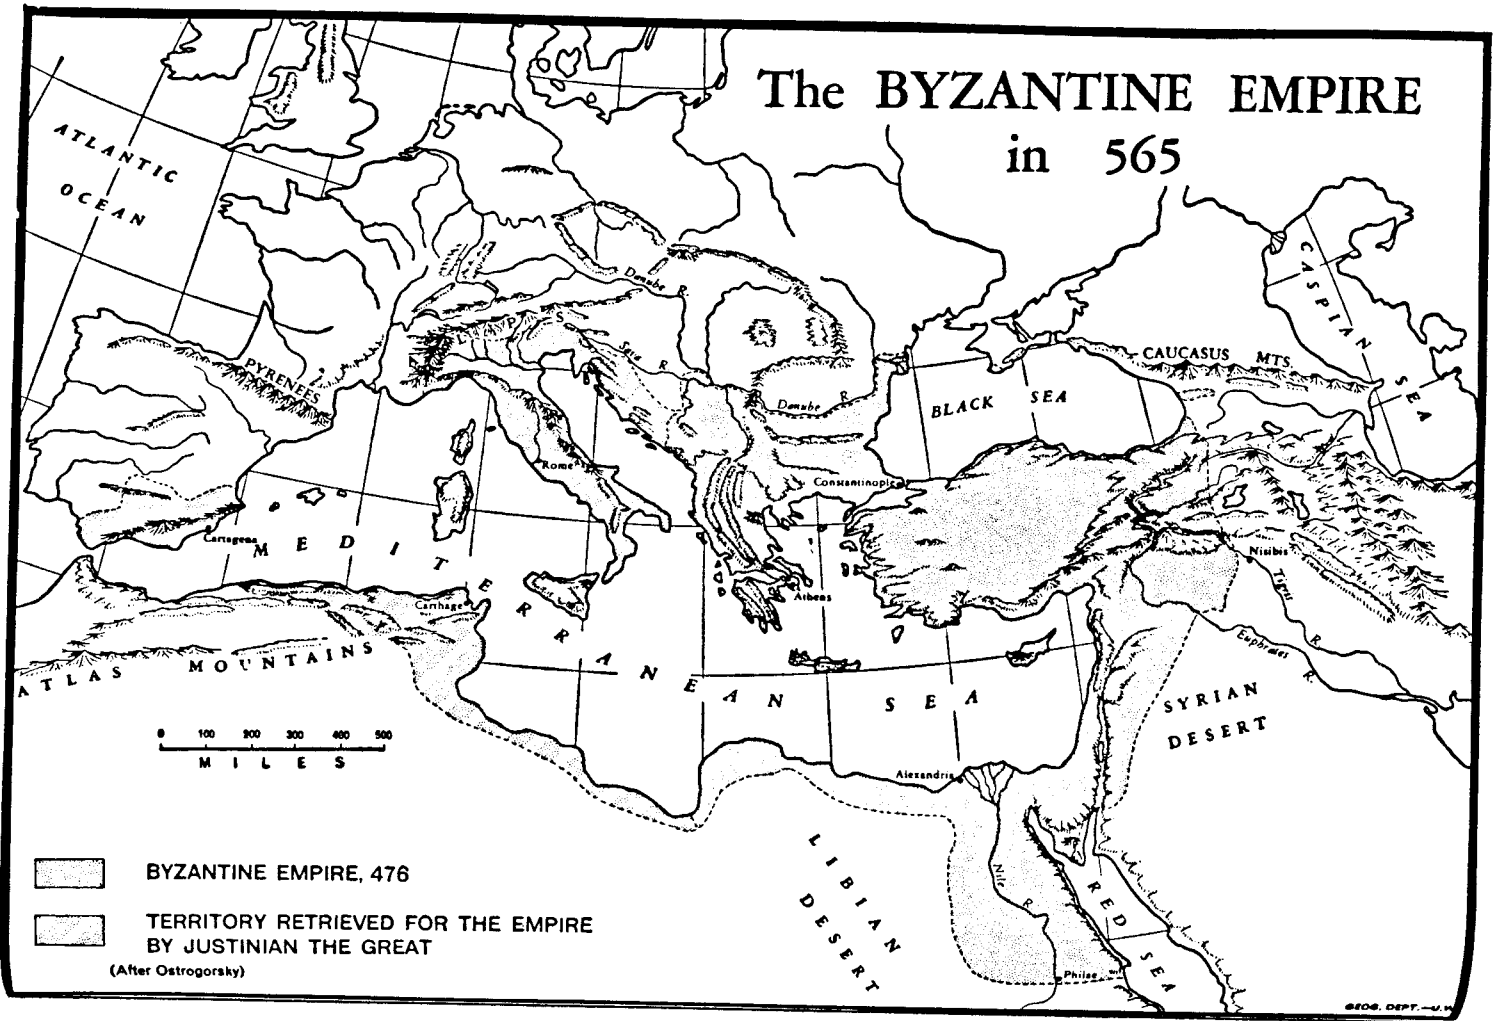 The BYZANTINE EMPIRE
in 565
ATLANTIC
OCEAN
CASPIAN
SEA
Danube R.
ALPS
Save R.
CAUCASUS MTS.
PYRENEES
Danube R.
BLACK SEA
Rome
Constantinople
Cartagena
MEDITERRANEAN SEA
Nisibis
Tigris R.
Carthage
Athens
Euphrates R.
ATLAS MOUNTAINS
SYRIAN
DESERT
0 100 200 300 400 500
MILES
Alexandria
LIBIAN
DESERT
Nile R.
RED SEA
BYZANTINE EMPIRE, 476
TERRITORY RETRIEVED FOR THE EMPIRE
BY JUSTINIAN THE GREAT
(After Ostrogorsky)
Philae
GEOG. DEPT.—U.W.